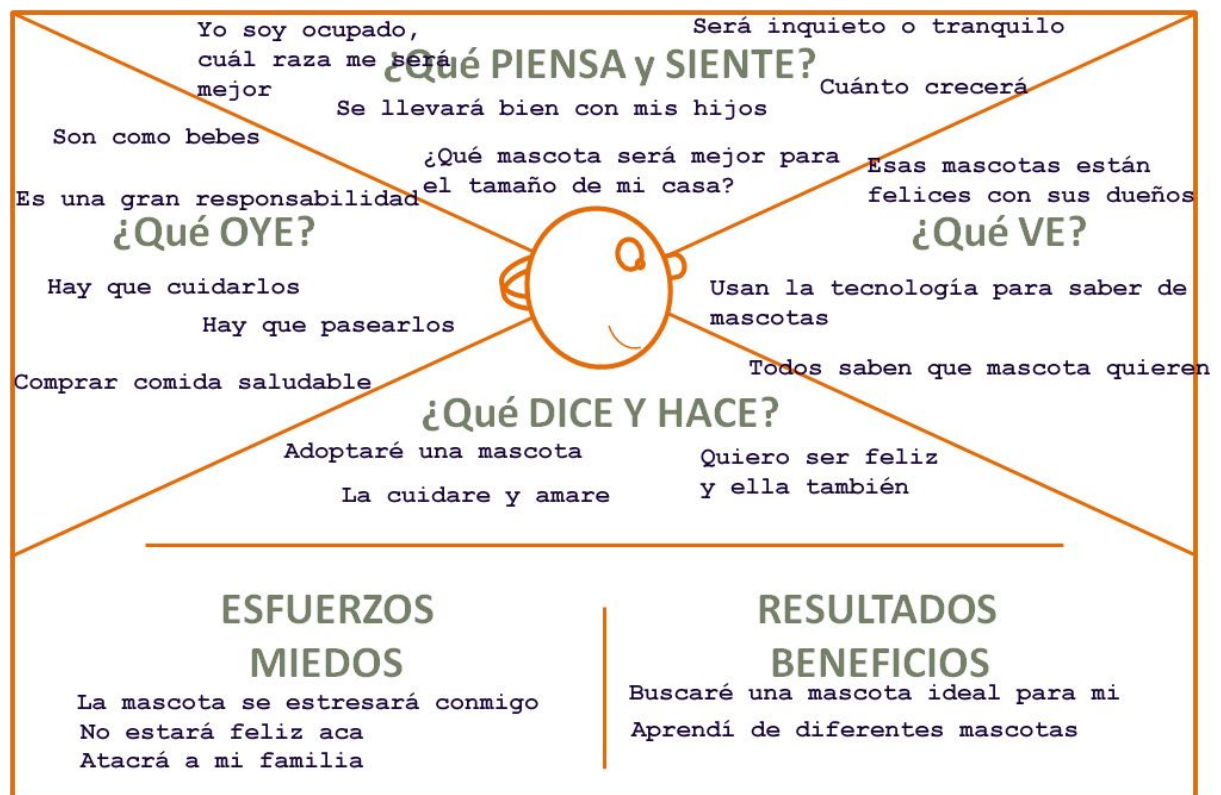 Yo soy ocupado,
cuál raza me será
mejor
Será inquieto o tranquilo
¿Qué PIENSA y SIENTE?
Cuánto crecerá
Se llevará bien con mis hijos
¿Qué mascota será mejor para
el tamaño de mi casa?
Son como bebes
Es una gran responsabilidad
¿Qué OYE?
Hay que cuidarlos
Hay que pasearlos
Comprar comida saludable
Esas mascotas están
felices con sus dueños
¿Qué VE?
Usan la tecnología para saber de
mascotas
Todos saben que mascota quieren
¿Qué DICE Y HACE?
Adoptaré una mascota
La cuidare y amare
Quiero ser feliz
y ella también
ESFUERZOS
MIEDOS
La mascota se estresará conmigo
No estará feliz aca
Atacrá a mi familia
RESULTADOS
BENEFICIOS
Buscaré una mascota ideal para mi
Aprendí de diferentes mascotas